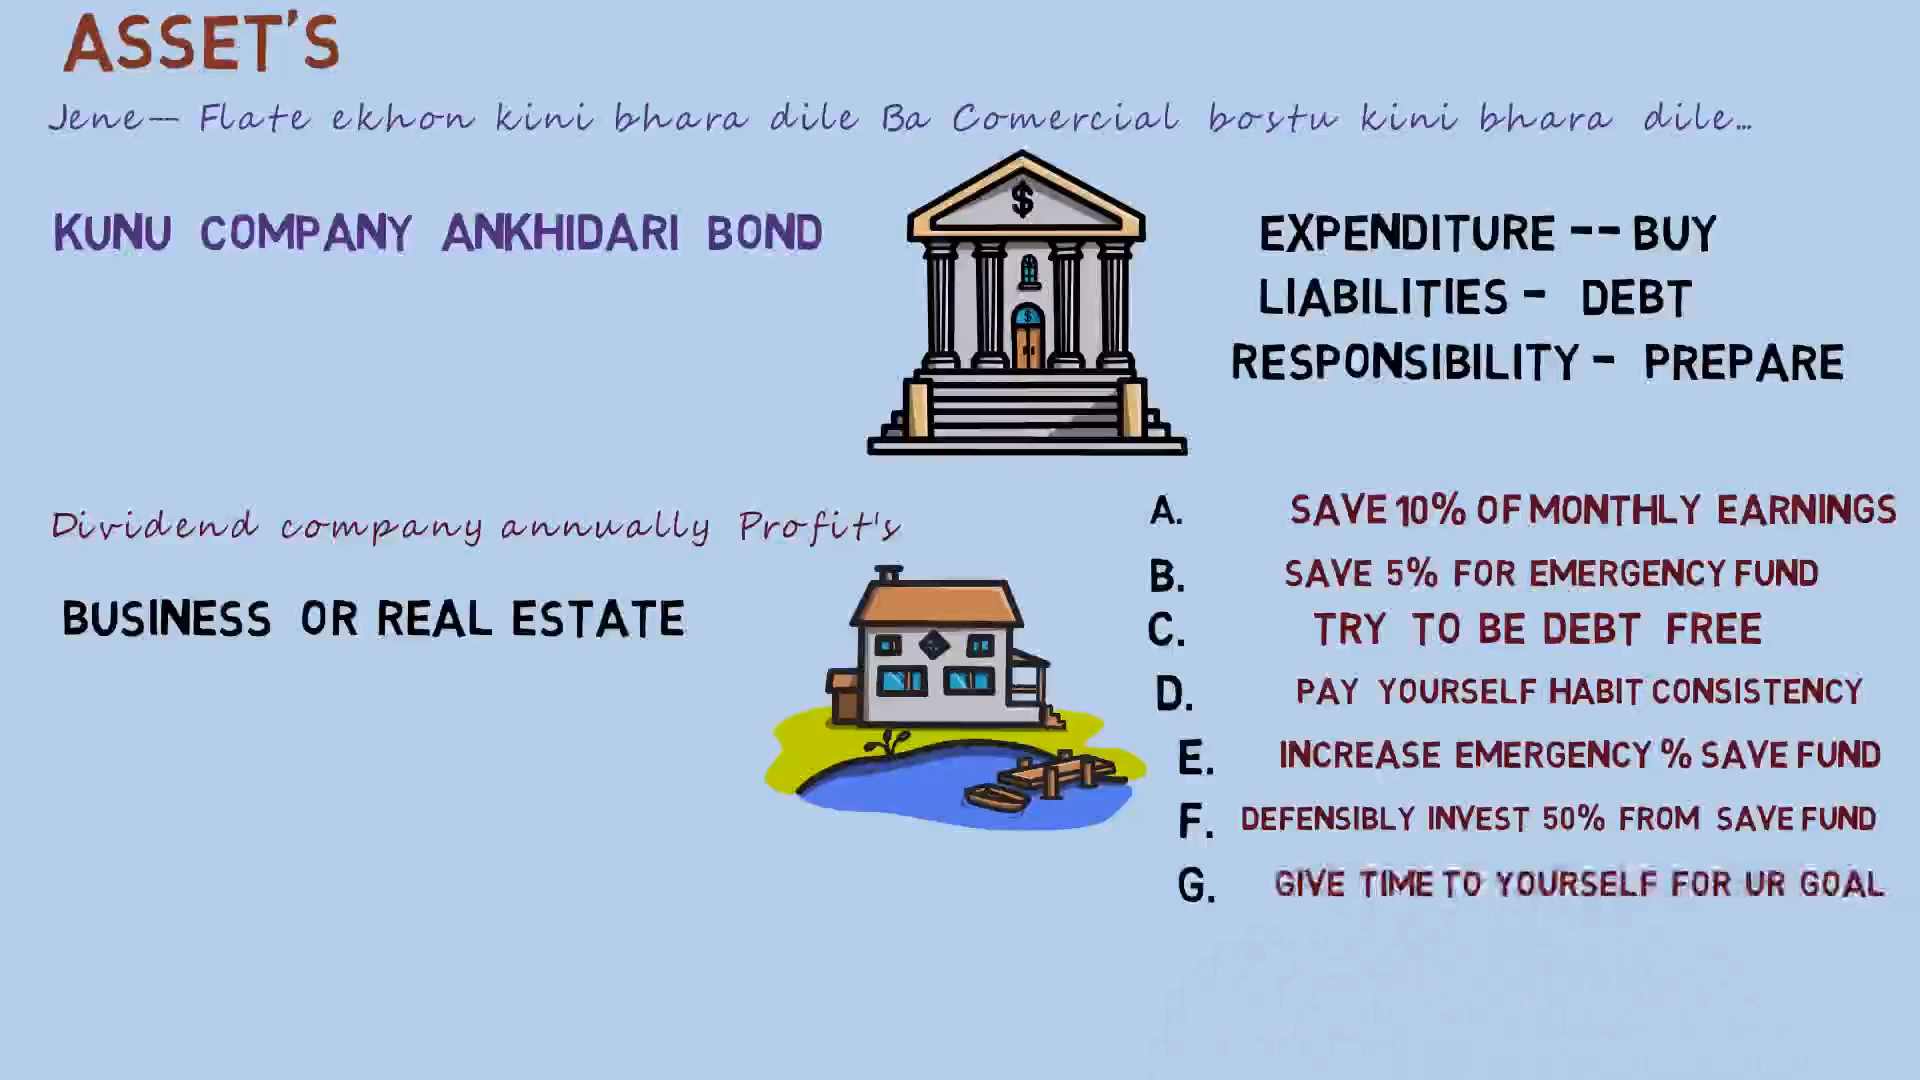 ASSET'S
Jene— Flate ekhon kini bhara dile Ba Comercial bostu kini bhara dile...
KUNU COMPANY ANKHIDARI BOND
$
$
EXPENDITURE -- BUY
LIABILITIES - DEBT
RESPONSIBILITY - PREPARE
Dividend company annually Profit's
BUSINESS OR REAL ESTATE
A. SAVE 10% OF MONTHLY EARNINGS
B. SAVE 5% FOR EMERGENCY FUND
C. TRY TO BE DEBT FREE
D. PAY YOURSELF HABIT CONSISTENCY
E. INCREASE EMERGENCY % SAVE FUND
F. DEFENSIBLY INVEST 50% FROM SAVE FUND
G. GIVE TIME TO YOURSELF FOR UR GOAL